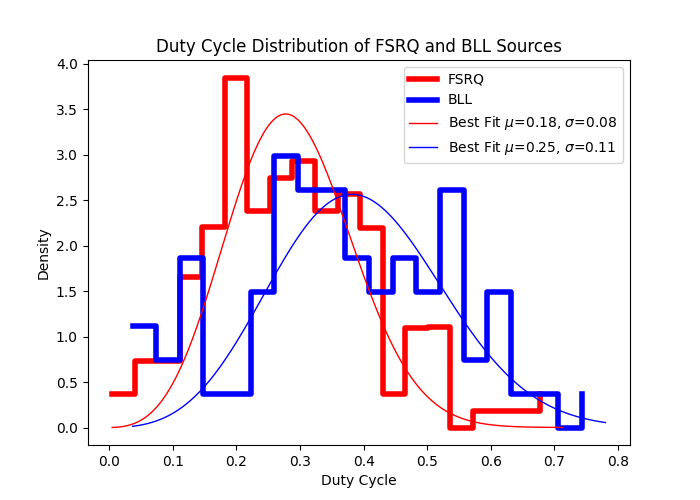 Duty Cycle Distribution of FSRQ and BLL Sources
4.0
3.5
3.0
2.5
2.0
1.5
1.0
0.5
0.0
Density
FSRQ
BLL
Best Fit μ=0.18, σ=0.08
Best Fit μ=0.25, σ=0.11
0.0 0.1 0.2 0.3 0.4 0.5 0.6 0.7 0.8
Duty Cycle